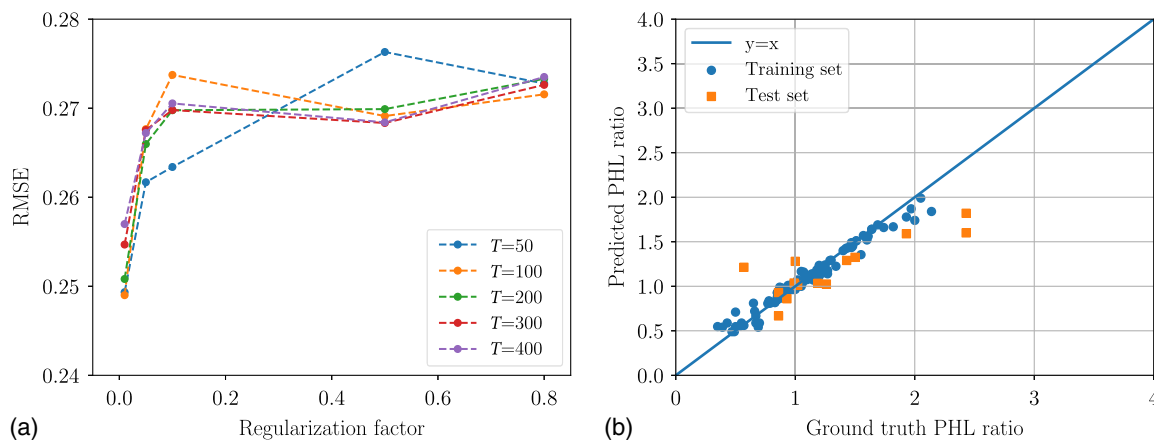 0.28
0.27
0.26
0.25
0.24
RMSE
0.0
0.2
0.4
0.6
0.8
Regularization factor
T=50
T=100
T=200
T=300
T=400
(a)
4.0
3.5
3.0
2.5
2.0
1.5
1.0
0.5
0.0
Predicted PHL ratio
0
1
2
3
4
Ground truth PHL ratio
y=x
Training set
Test set
(b)